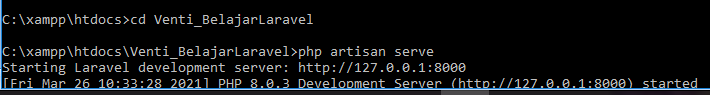 C:\xampp\htdocs>cd Venti_BelajarLaravel
C:\xampp\htdocs\Venti_BelajarLaravel>php artisan serve
Starting Laravel development server: http://127.0.0.1:8000
[Fri Mar 26 10:33:28 2021] PHP 8.0.3 Development Server (http://127.0.0.1:8000) started